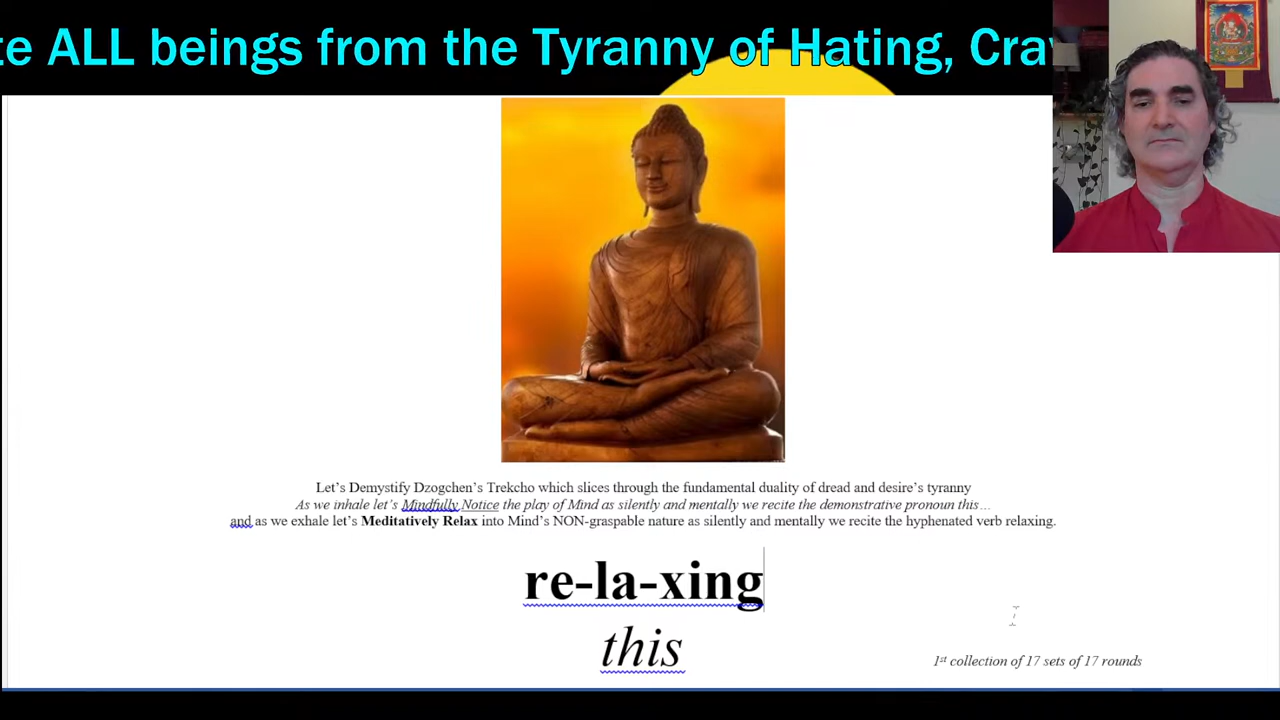 te ALL beings from the Tyranny of Hating, Cra
Let's Demystify Dzogchen's Trekcho which slices through the fundamental duality of dread and desire's tyranny
As we inhale let's Mindfully Notice the play of Mind as silently and mentally we recite the demonstrative pronoun this…
and as we exhale let's Meditatively Relax into Mind's NON-graspable nature as silently and mentally we recite the hyphenated verb relaxing.
re-la-xing
this
1st collection of 17 sets of 17 rounds